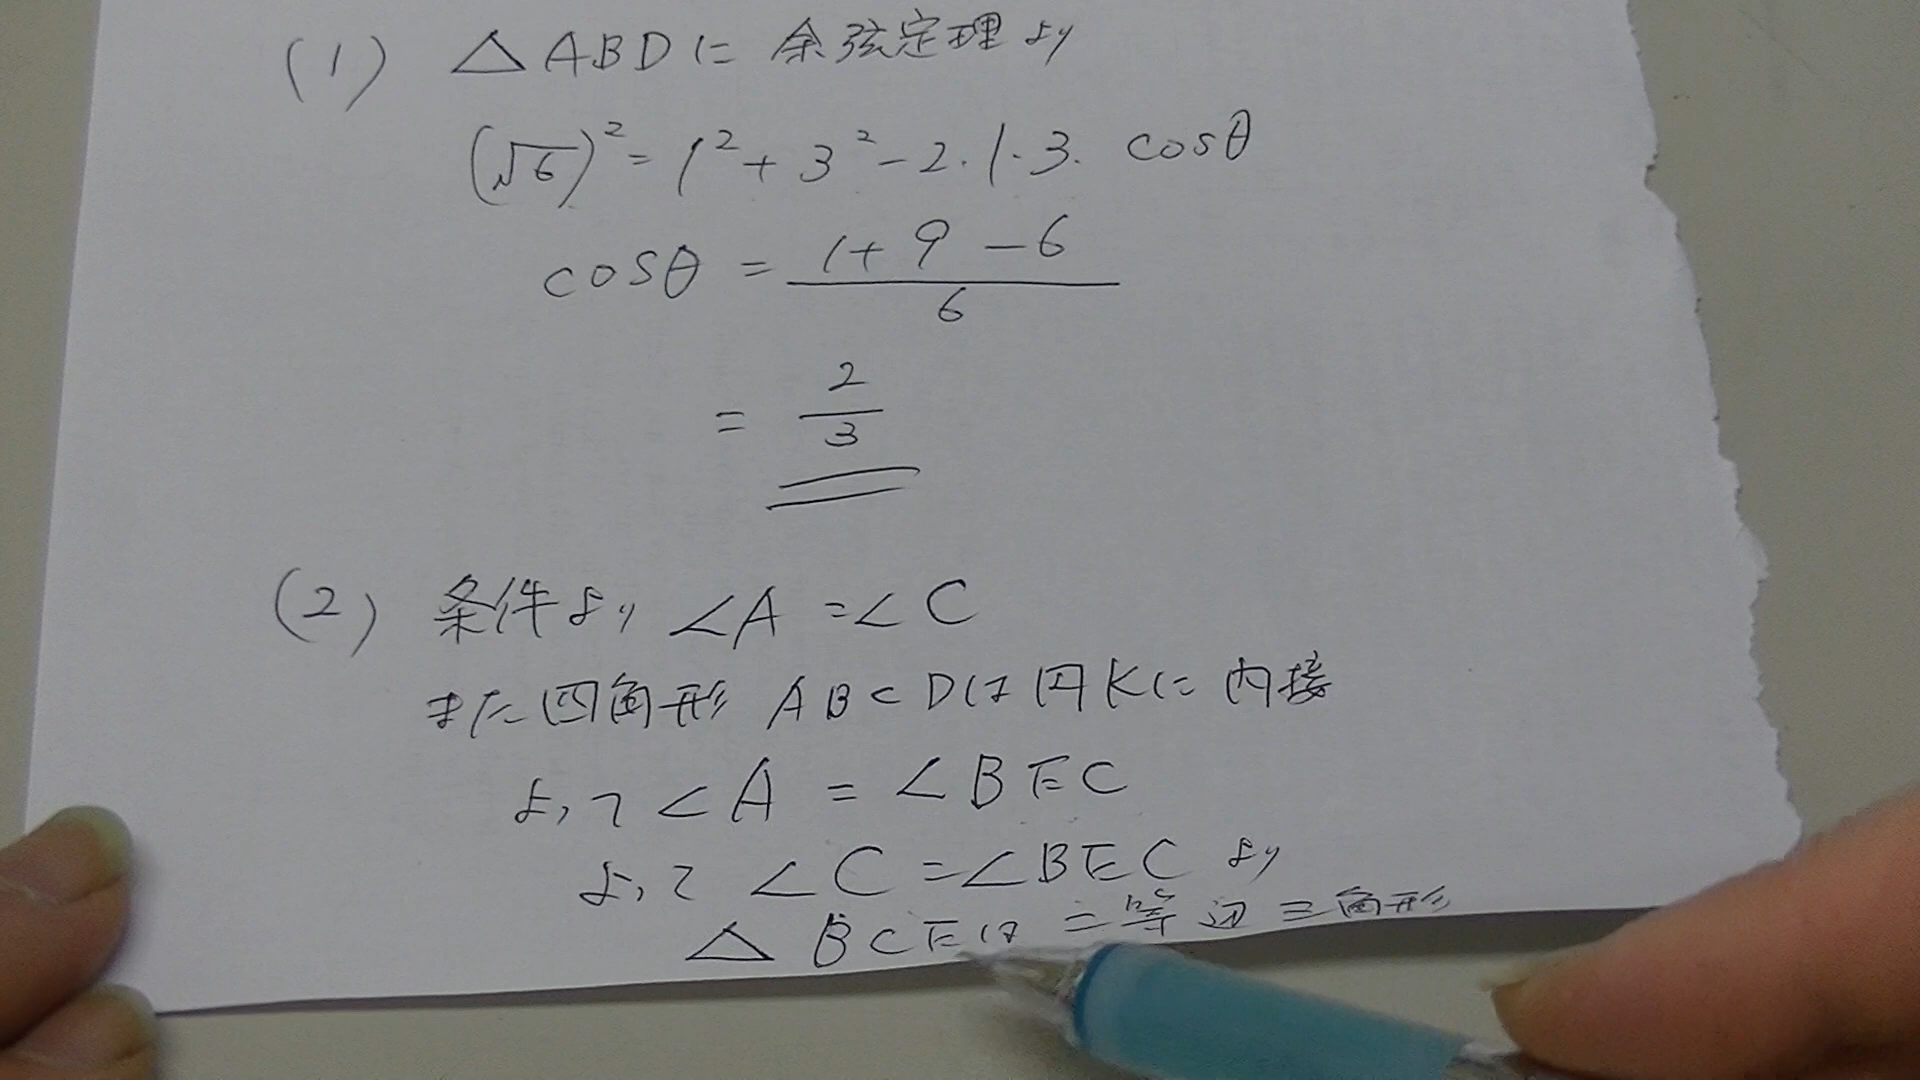 (1) △ABDに余弦定理より
(√6)² = 1² + 3² - 2・1・3・cosθ
cosθ = (1+9-6)/6
= 2/3
(2) 条件より ∠A = ∠C
また四角形 ABCDは円Kに内接
よって ∠A = ∠BEC
よって ∠C = ∠BEC より
△BCEは二等辺三角形